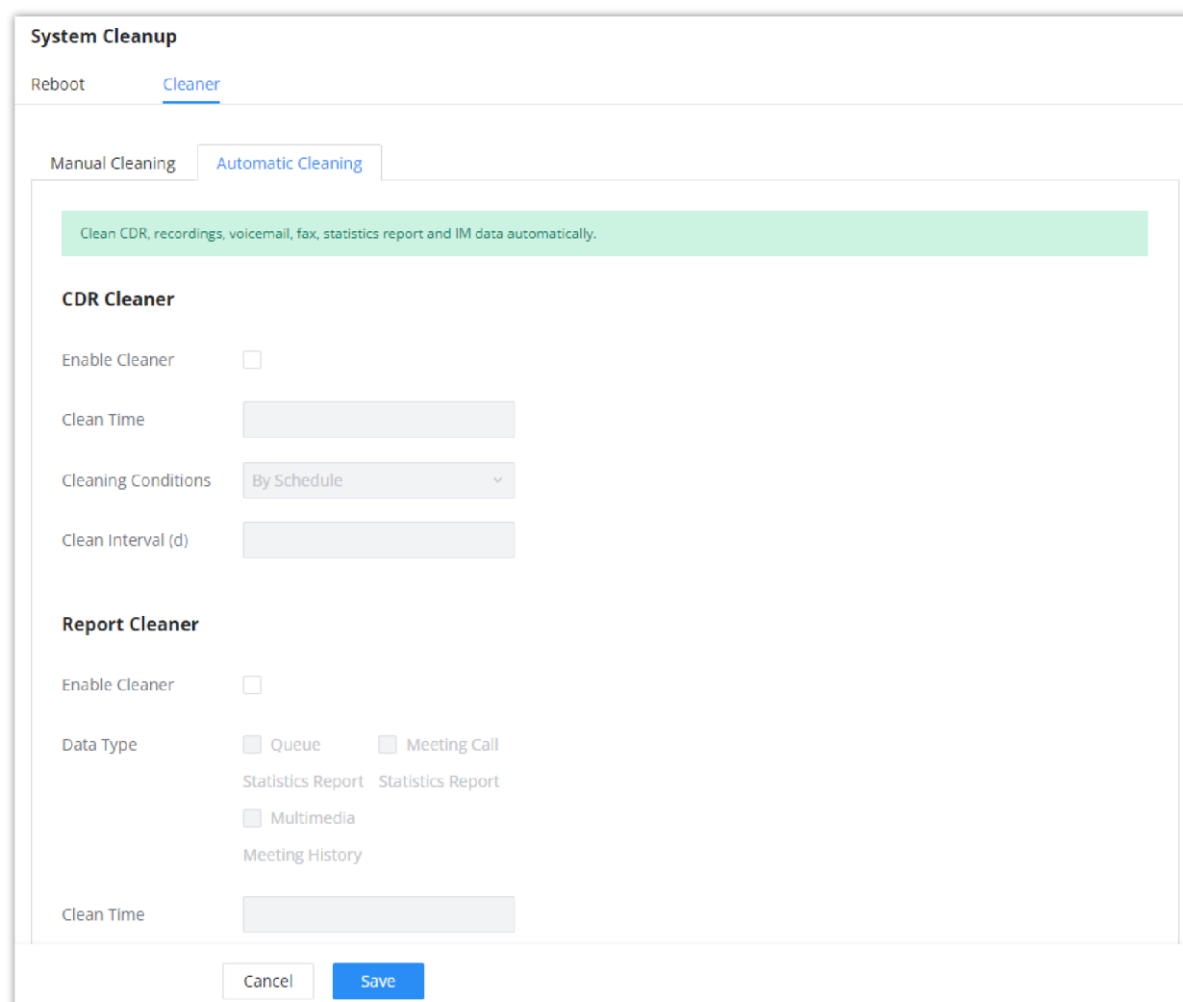 System Cleanup
Reboot Cleaner
Manual Cleaning Automatic Cleaning
Clean CDR, recordings, voicemail, fax, statistics report and IM data automatically.
CDR Cleaner
Enable Cleaner
Clean Time
Cleaning Conditions By Schedule
Clean Interval (d)
Report Cleaner
Enable Cleaner
Data Type Queue Meeting Call
Statistics Report Statistics Report
Multimedia
Meeting History
Clean Time
Cancel Save